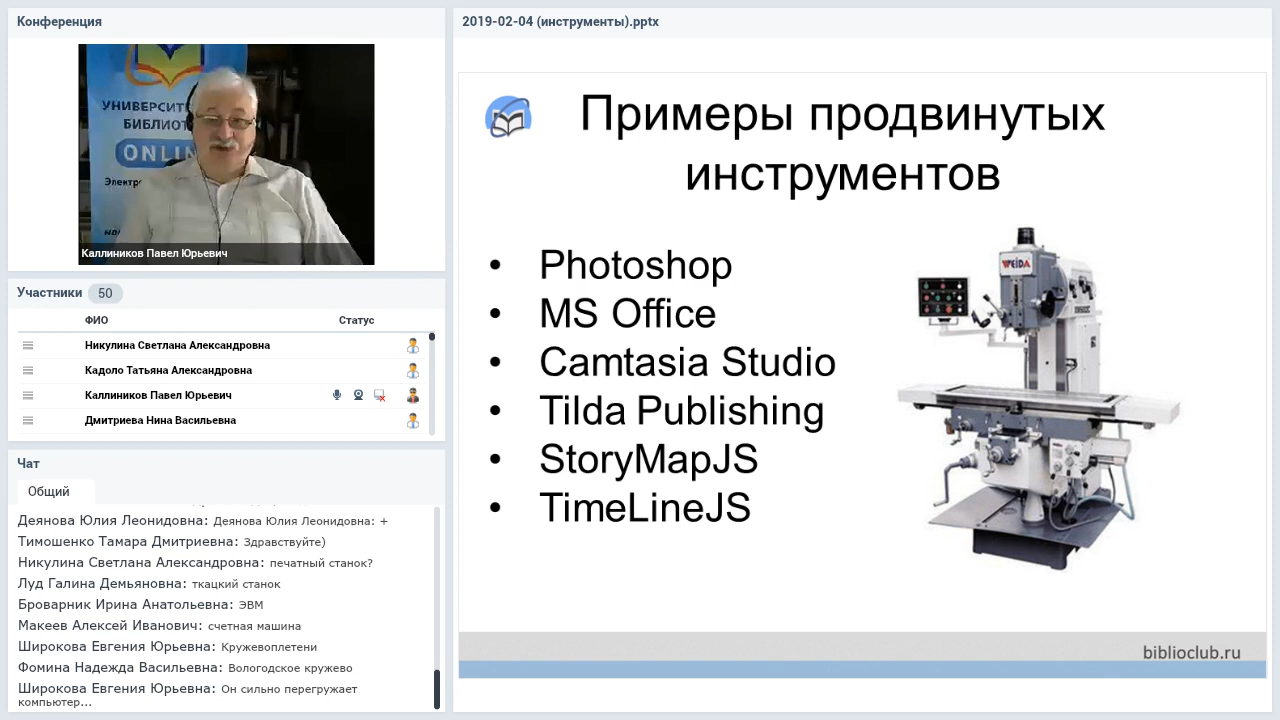 Конференция
УНИВЕРСИТ
БИБЛИОТ
ONLIN
Электр
Каллиников Павел Юрьевич
Участники 50
ФИО Статус
Никулина Светлана Александровна
Кадоло Татьяна Александровна
Каллиников Павел Юрьевич
Дмитриева Нина Васильевна
Чат
Общий
Деянова Юлия Леонидовна: Деянова Юлия Леонидовна: +
Тимошенко Тамара Дмитриевна: Здравствуйте)
Никулина Светлана Александровна: печатный станок?
Луд Галина Демьяновна: ткацкий станок
Броварник Ирина Анатольевна: ЭВМ
Макеев Алексей Иванович: счетная машина
Широкова Евгения Юрьевна: Кружевоплетени
Фомина Надежда Васильевна: Вологодское кружево
Широкова Евгения Юрьевна: Он сильно перегружает
компьютер...
2019-02-04 (инструменты).pptx
Примеры продвинутых
инструментов
• Photoshop
• MS Office
• Camtasia Studio
• Tilda Publishing
• StoryMapJS
• TimeLineJS
WEIDA
biblioclub.ru